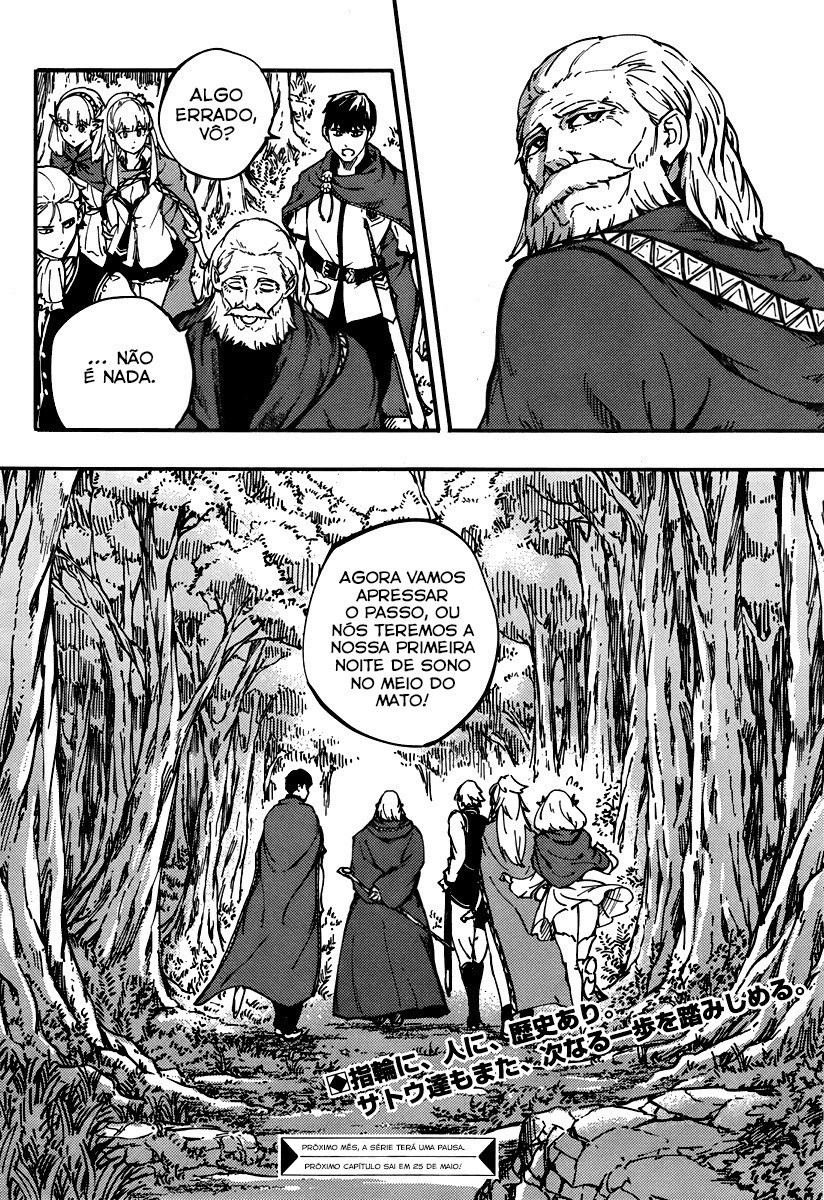 ALGO
ERRADO,
VÔ?
... NÃO
É NADA.
AGORA VAMOS
APRESSAR
O PASSO, OU
NÓS TEREMOS A
NOSSA PRIMEIRA
NOITE DE SONO
NO MEIO DO
MATO!
◆指輪に、人に、歴史あり。
サトウ達もまた、次なる一歩を踏みしめる。
PRÓXIMO MÊS, A SÉRIE TERÁ UMA PAUSA.
PRÓXIMO CAPÍTULO SAI EM 25 DE MAIO!